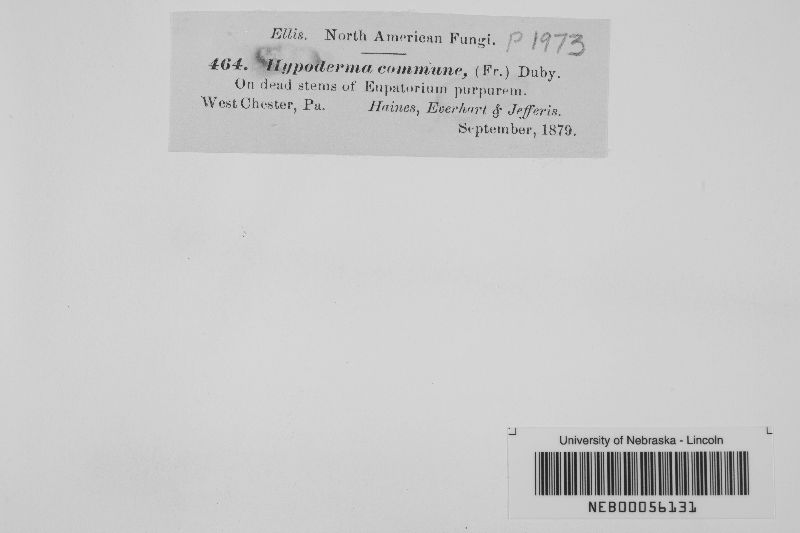 Ellis. North American Fungi. P 1973
464. Hypoderma commune, (Fr.) Duby.
On dead stems of Eupatorium purpureum.
West Chester, Pa. Haines, Everhart & Jefferis.
September, 1879.
University of Nebraska - Lincoln
NEB00056131